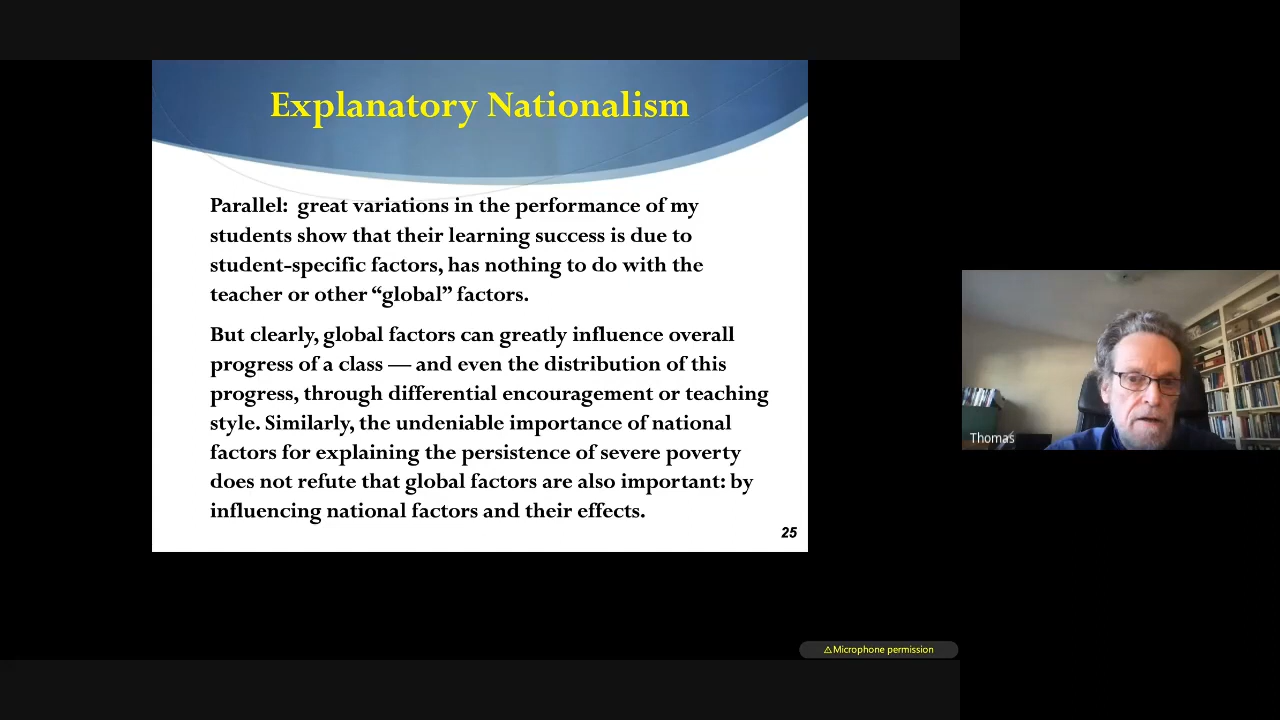 Explanatory Nationalism
Parallel:  great variations in the performance of my
students show that their learning success is due to
student-specific factors, has nothing to do with the
teacher or other “global” factors.
But clearly, global factors can greatly influence overall
progress of a class — and even the distribution of this
progress, through differential encouragement or teaching
style. Similarly, the undeniable importance of national
factors for explaining the persistence of severe poverty
does not refute that global factors are also important: by
influencing national factors and their effects.
25
Thomas
⚠Microphone permission